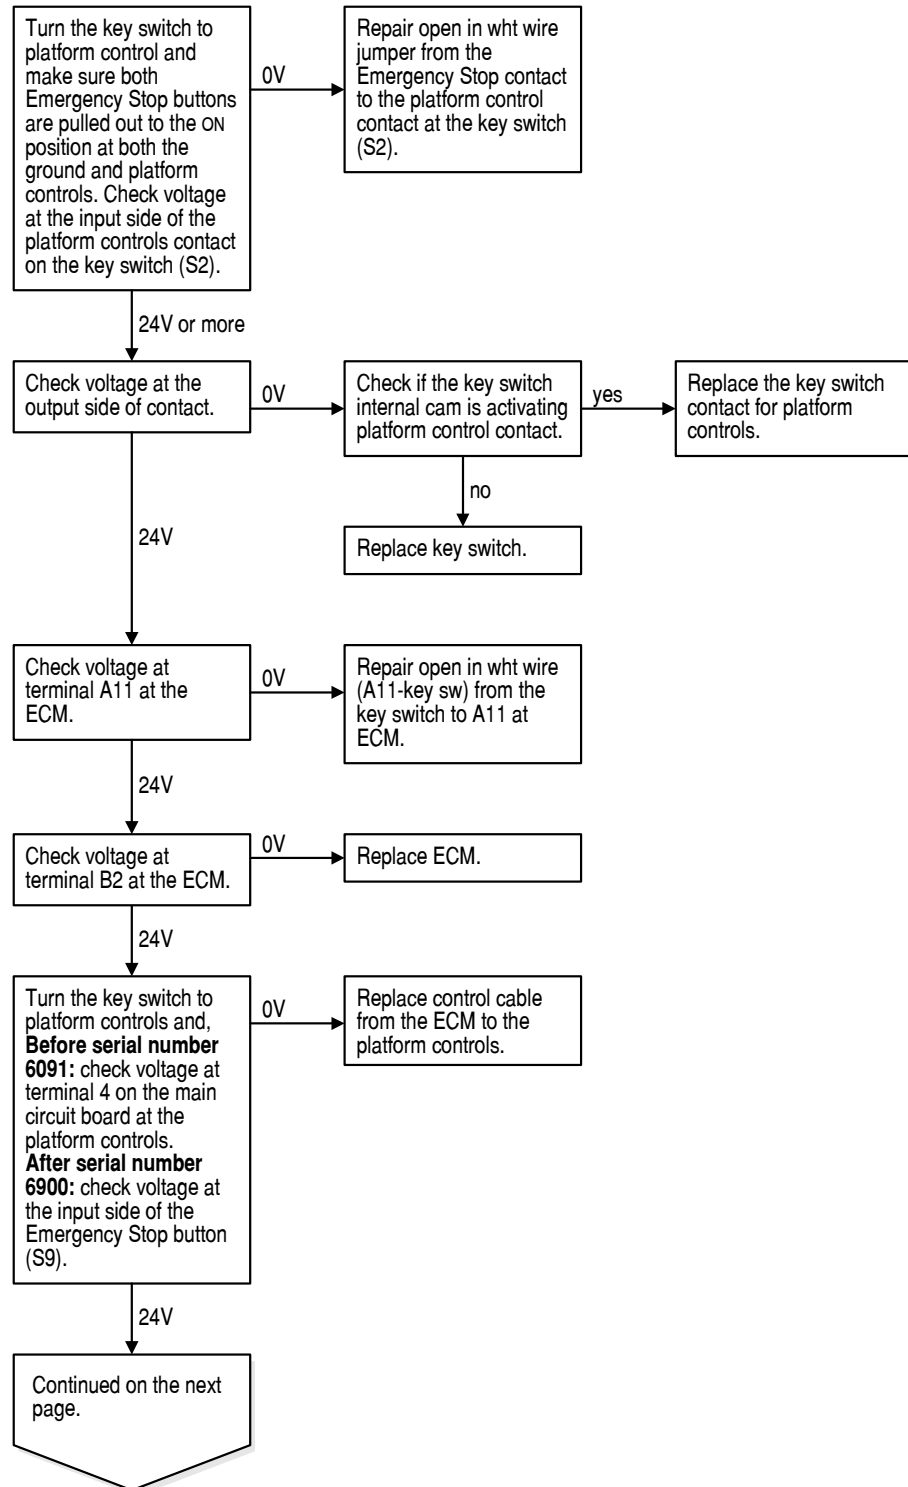 Turn the key switch to
platform control and
make sure both
Emergency Stop buttons
are pulled out to the ON
position at both the
ground and platform
controls. Check voltage
at the input side of the
platform controls contact
on the key switch (S2).
0V
Repair open in wht wire
jumper from the
Emergency Stop contact
to the platform control
contact at the key switch
(S2).
24V or more
Check voltage at the
output side of contact.
0V
Check if the key switch
internal cam is activating
platform control contact.
yes
Replace the key switch
contact for platform
controls.
no
Replace key switch.
24V
Check voltage at
terminal A11 at the
ECM.
0V
Repair open in wht wire
(A11-key sw) from the
key switch to A11 at
ECM.
24V
Check voltage at
terminal B2 at the ECM.
0V
Replace ECM.
24V
Turn the key switch to
platform controls and,
Before serial number
6091: check voltage at
terminal 4 on the main
circuit board at the
platform controls.
After serial number
6900: check voltage at
the input side of the
Emergency Stop button
(S9).
0V
Replace control cable
from the ECM to the
platform controls.
24V
Continued on the next
page.